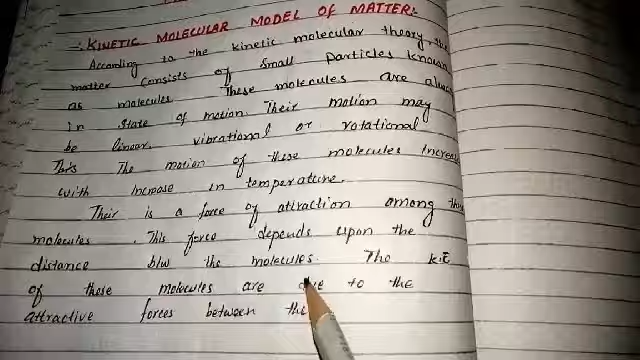 :KINETIC MOLECULAR MODEL OF MATTER:
According to the kinetic molecular theory, the
matter consists of small particles known
as molecules These molecules are always
in state of motion. Their motion may
be linear, vibrational or rotational
This The motion of these molecules increase
with increase in temperature.
Their is a force of attraction among
molecules. This force depends upon the
distance b/w the molecules. The K.E
of these molecules are due to the
attractive forces between